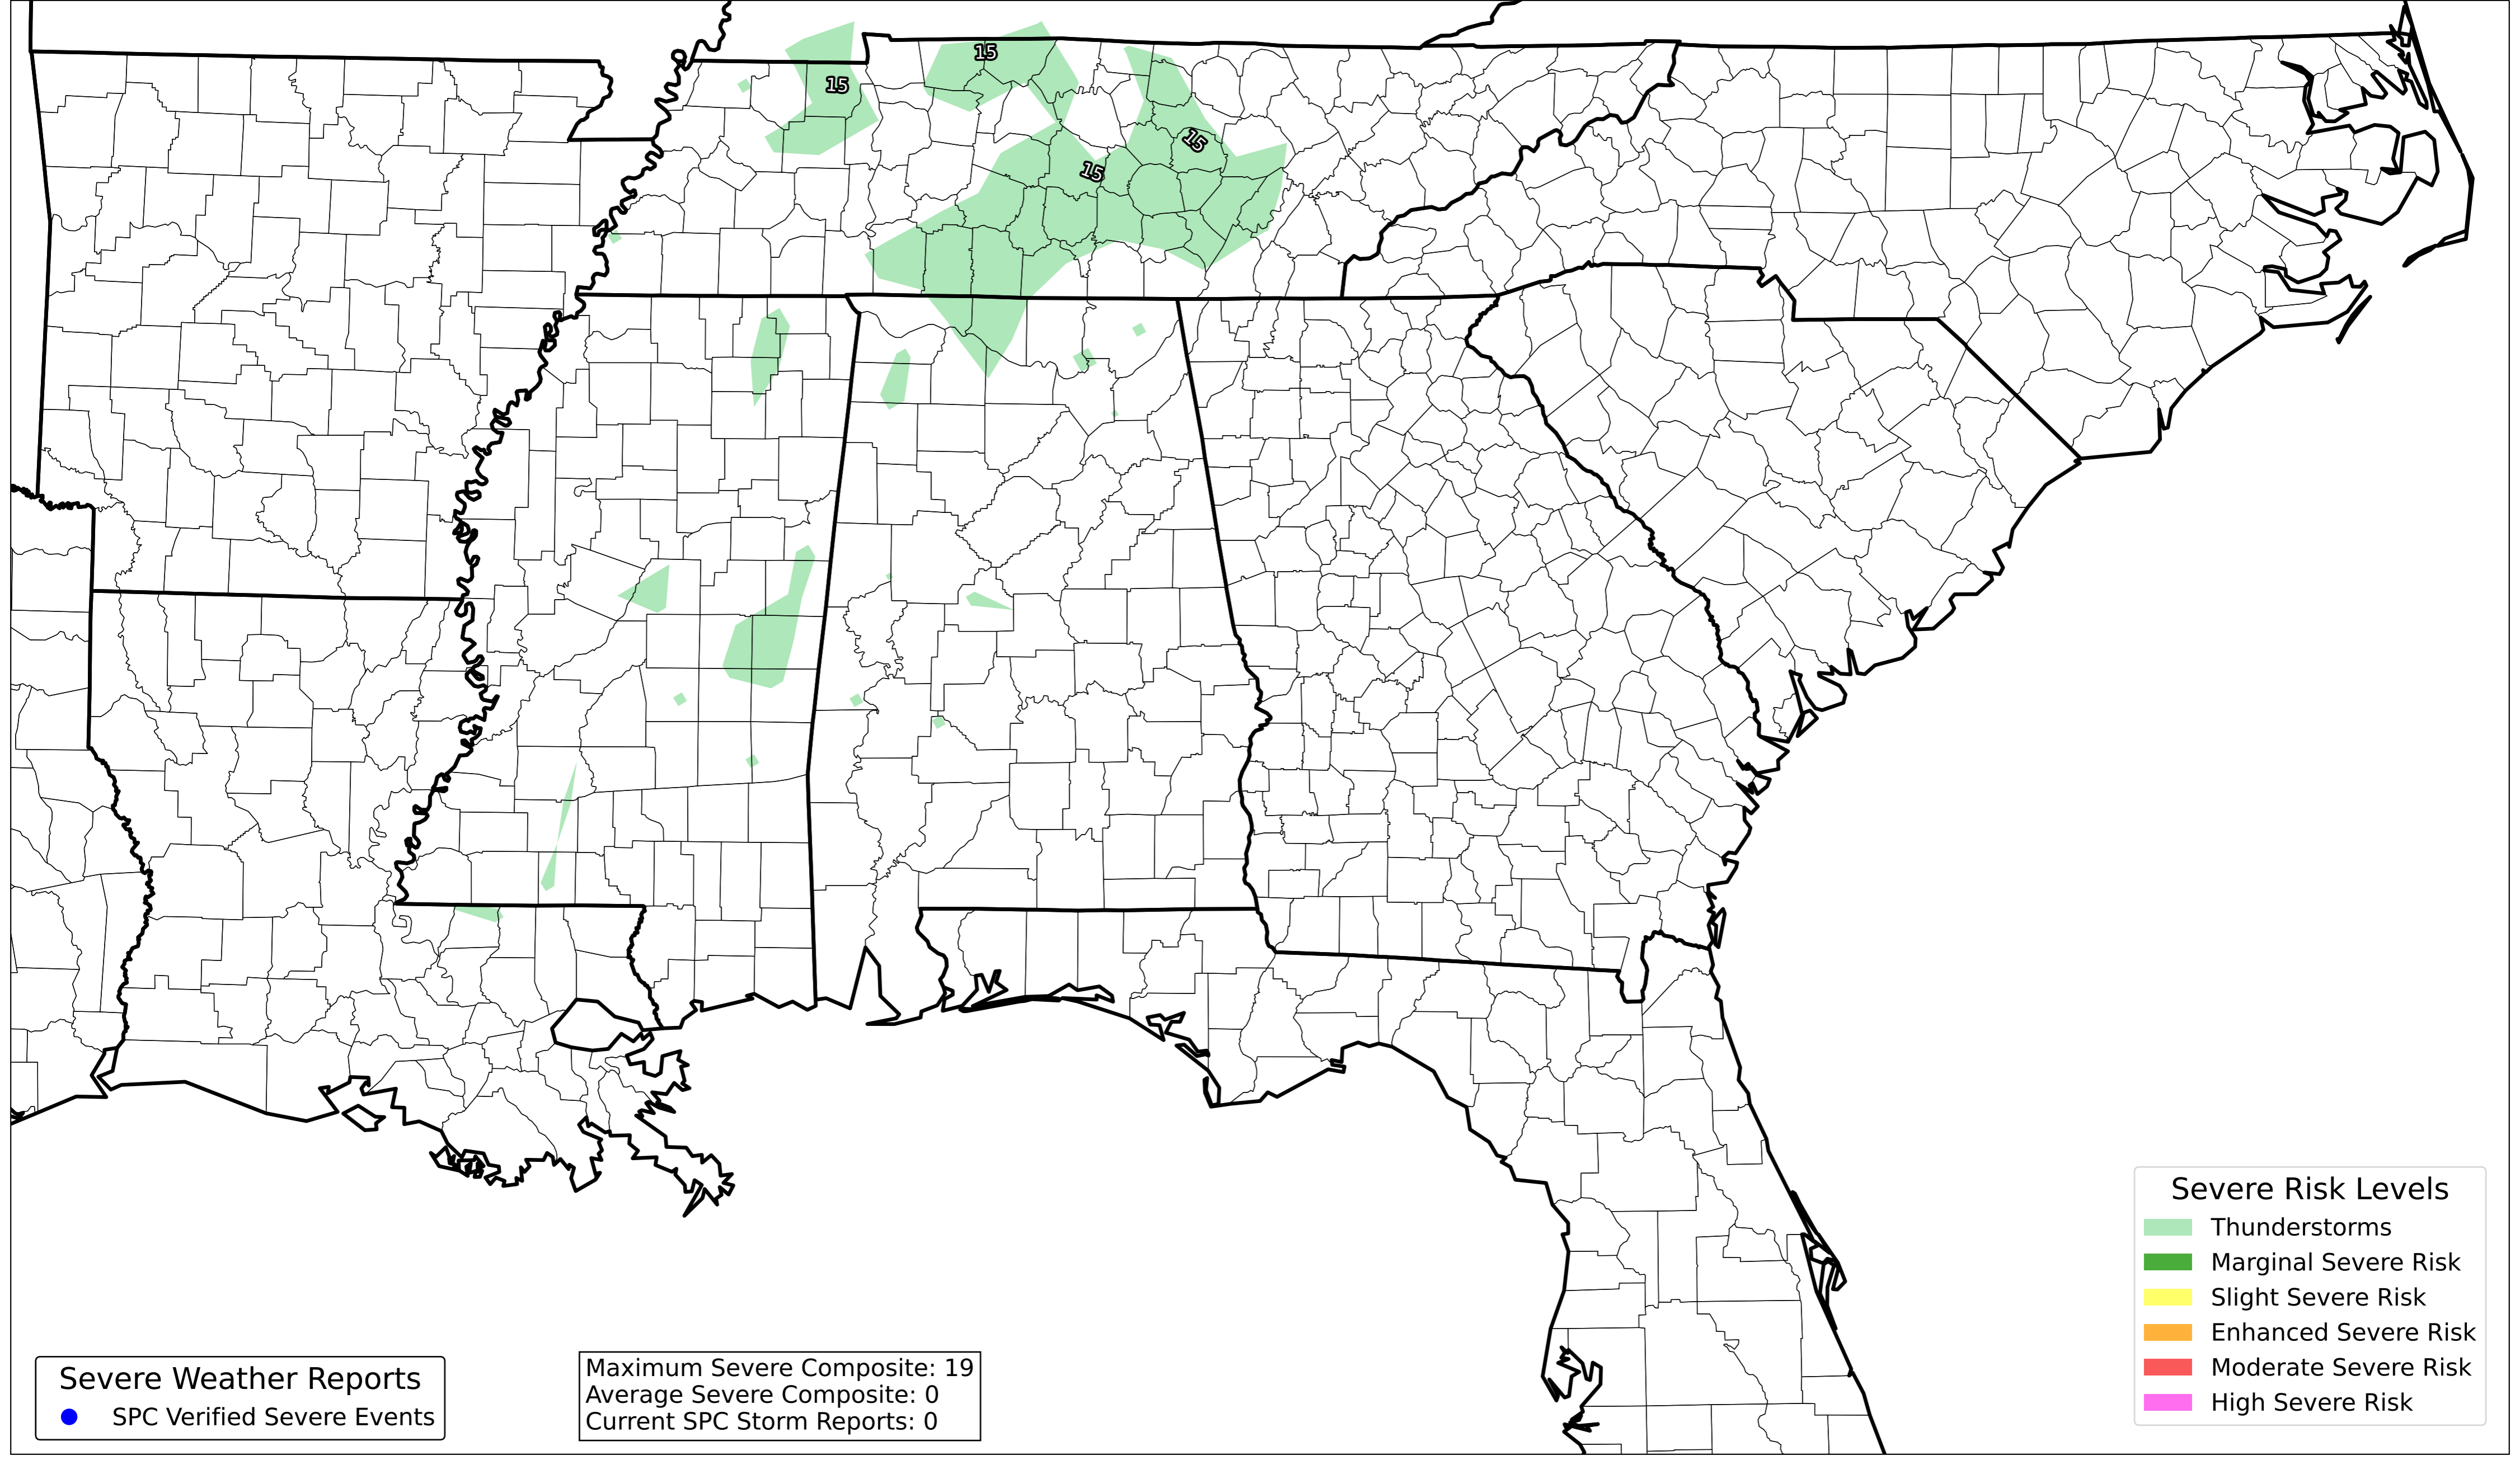 15
15
15
15
Severe Risk Levels
Thunderstorms
Marginal Severe Risk
Slight Severe Risk
Enhanced Severe Risk
Moderate Severe Risk
High Severe Risk
Severe Weather Reports
SPC Verified Severe Events
Maximum Severe Composite: 19
Average Severe Composite: 0
Current SPC Storm Reports: 0